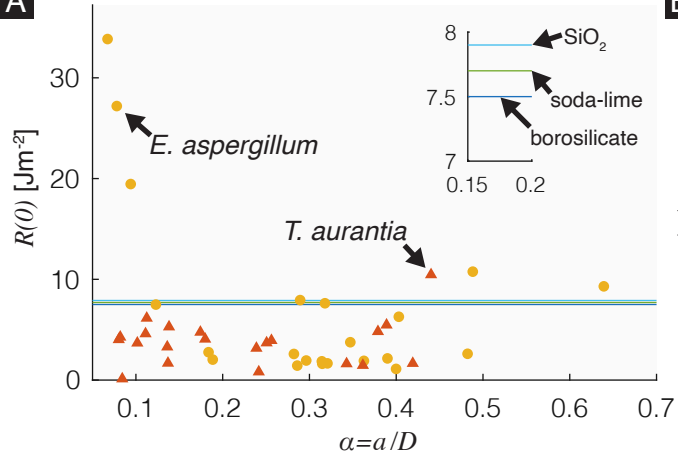 A
R(0) [Jm⁻²]
30
20
10
0
0.1 0.2 0.3 0.4 0.5 0.6 0.7
α=a/D
E. aspergillum
T. aurantia
8
7.5
7
0.15 0.2
SiO₂
soda-lime
borosilicate